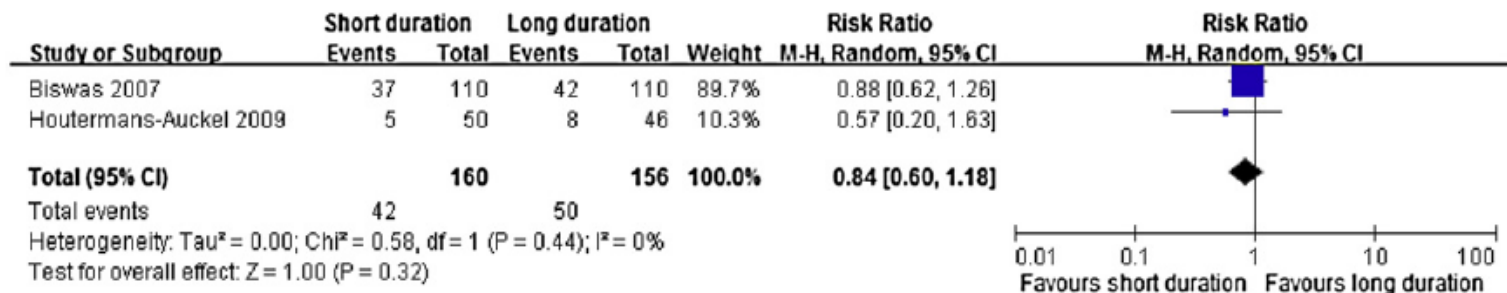 Short duration Long duration Risk Ratio Risk Ratio
Study or Subgroup Events Total Events Total Weight M-H, Random, 95% CI M-H, Random, 95% CI
Biswas 2007 37 110 42 110 89.7% 0.88 [0.62, 1.26]
Houtermans-Auckel 2009 5 50 8 46 10.3% 0.57 [0.20, 1.63]
Total (95% CI) 160 156 100.0% 0.84 [0.60, 1.18]
Total events 42 50
Heterogeneity: Tau² = 0.00; Chi² = 0.58, df = 1 (P = 0.44); I² = 0%
Test for overall effect: Z = 1.00 (P = 0.32)
0.01 0.1 1 10 100
Favours short duration Favours long duration